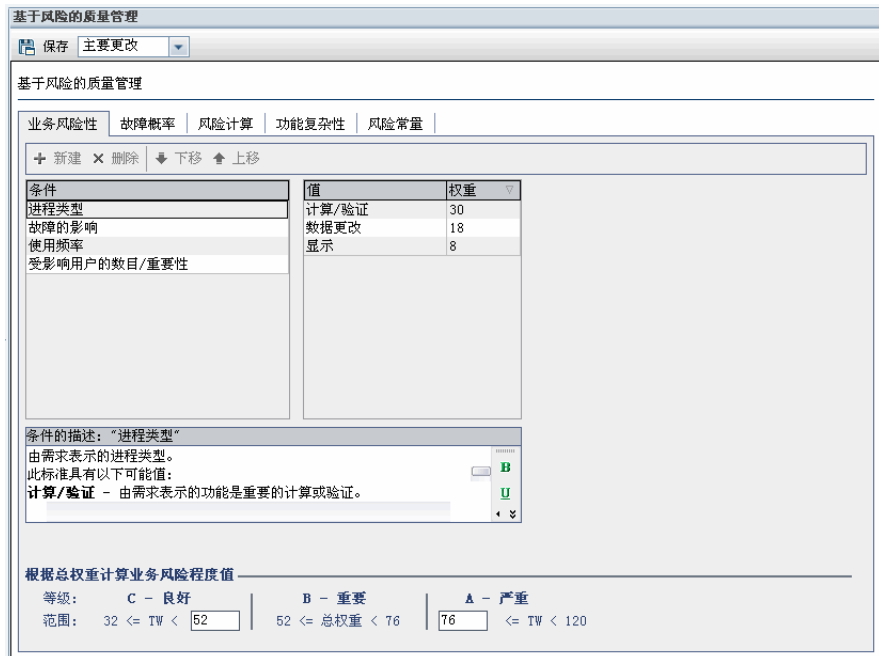 基于风险的质量管理
保存 主要更改
基于风险的质量管理
业务风险性 故障概率 风险计算 功能复杂性 风险常量
新建 删除 下移 上移
条件 值 权重
进程类型 计算/验证 30
故障的影响 数据更改 18
使用频率 显示 8
受影响用户的数目/重要性
条件的描述: "进程类型"
由需求表示的进程类型。
此标准具有以下可能值:
计算/验证 - 由需求表示的功能是重要的计算或验证。
B
U
根据总权重计算业务风险程度值
等级: C - 良好 B - 重要 A - 严重
范围: 32 <= TW < 52 52 <= 总权重 < 76 76 <= TW < 120